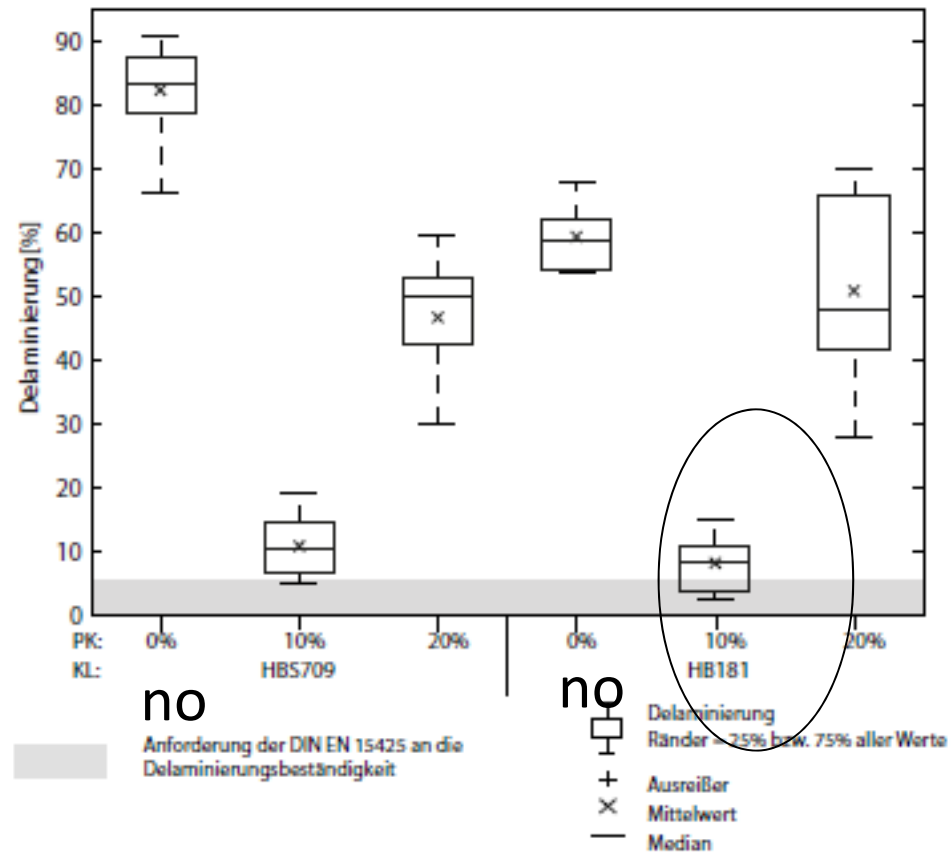 Delaminierung [%]
90
80
70
60
50
40
30
20
10
0
PK: 0% 10% 20% 0% 10% 20%
KL: HBS709 HB181
no no
Anforderung der DIN EN 15425 an die
Delaminierungsbeständigkeit
Delaminierung
Ränder = 25% bzw. 75% aller Werte
Ausreißer
Mittelwert
Median